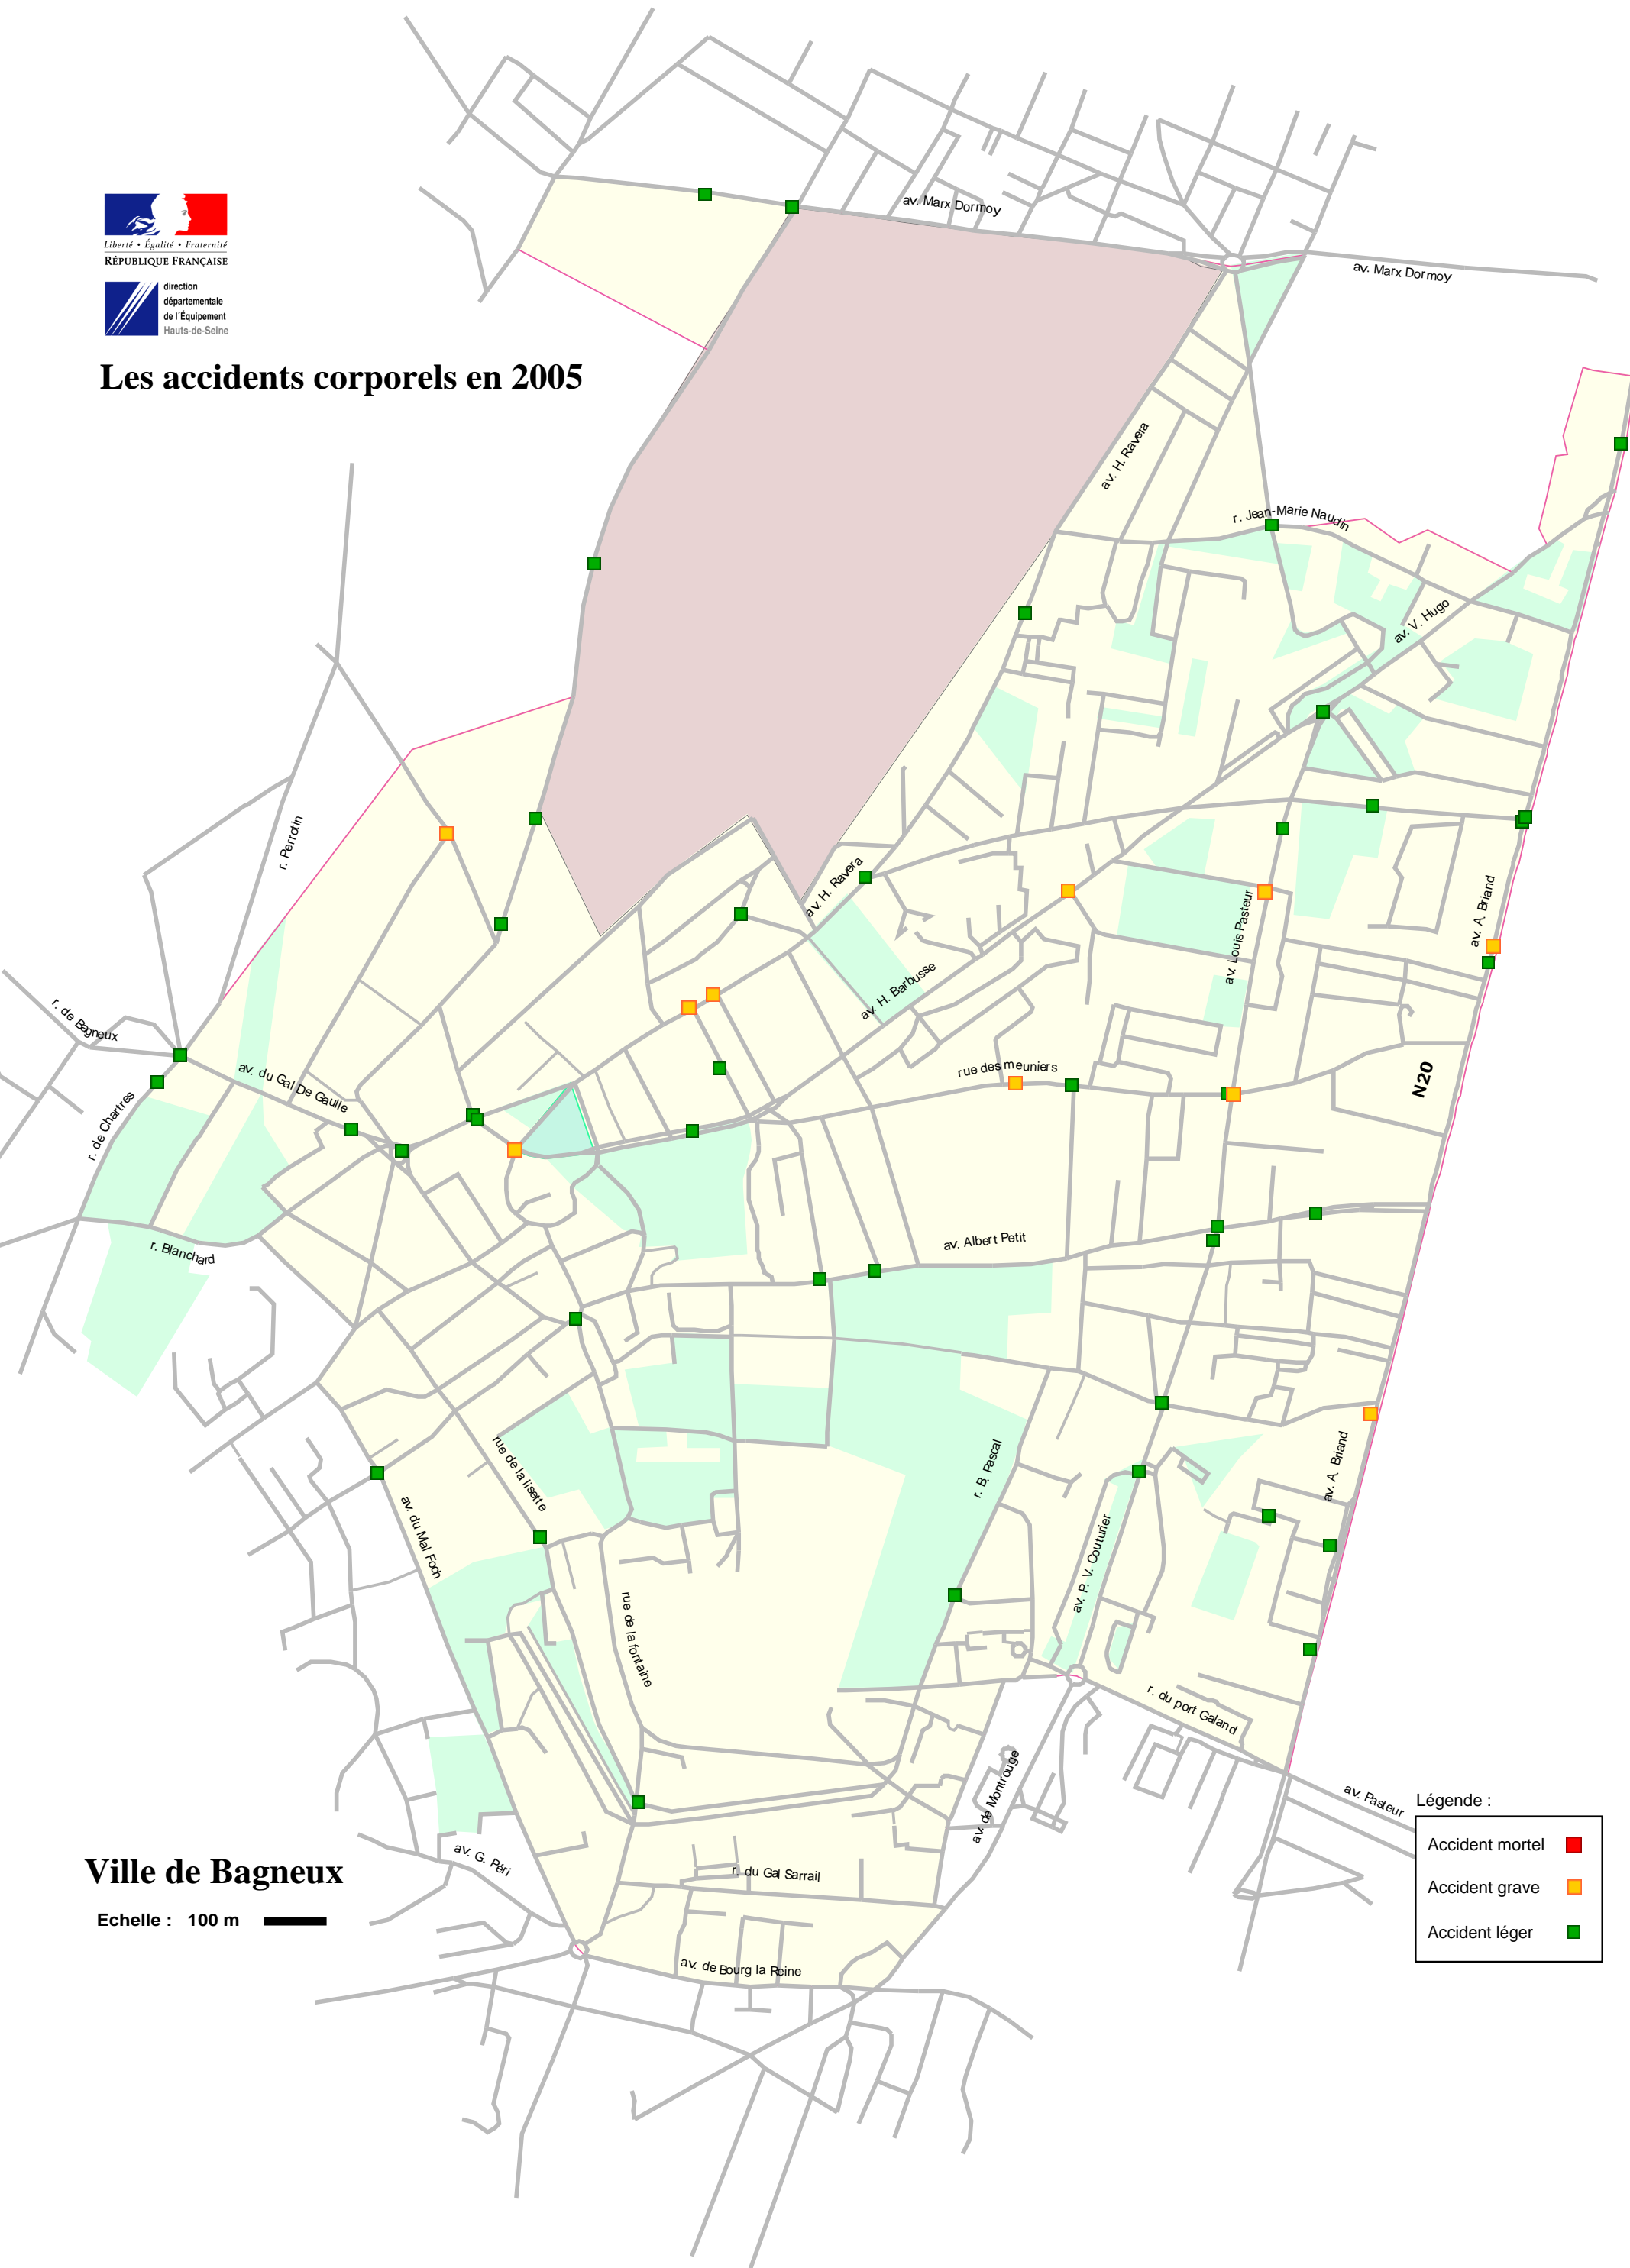 av. Marx Dormoy
Liberté • Égalité • Fraternité
RÉPUBLIQUE FRANÇAISE
av. Marx Dormoy
direction
départementale
de l'Équipement
Hauts-de-Seine
Les accidents corporels en 2005
av. H. Ravera
r. Jean-Marie Naudin
av. V. Hugo
r. Perrotin
av. H. Ravera
av. A. Briand
av. Louis Pasteur
av. H. Barbusse
r. de Bagneux
av. du Gal De Gaulle
rue des meuniers
N20
r. de Chartres
r. Blanchard
av. Albert Petit
rue de la lisette
r. B. Pascal
av. A. Briand
av. du Mal Foch
av. P. V. Couturier
rue de la fontaine
r. du port Galand
av. de Montrouge
av. Pasteur
Légende :
Accident mortel
Accident grave
Accident léger
av. G. Péri
Ville de Bagneux
r. du Gal Sarrail
Echelle : 100 m
av. de Bourg la Reine